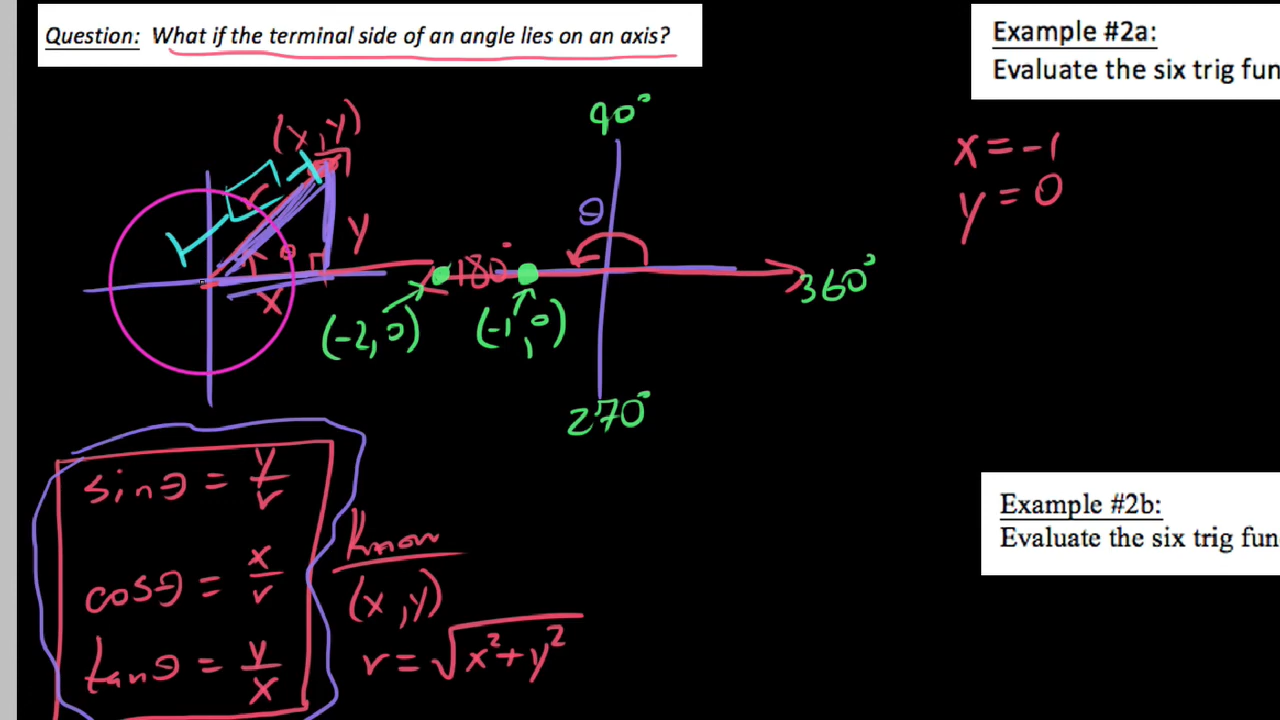 Question: What if the terminal side of an angle lies on an axis?
(x, y)
r
y
θ
x
90°
θ
180°
360°
(-2, 0)
(-1, 0)
270°
sin θ = y/r
cos θ = x/r
tan θ = y/x
know
(x, y)
r = √x² + y²
Example #2a:
Evaluate the six trig fun
x = -1
y = 0
Example #2b:
Evaluate the six trig fun